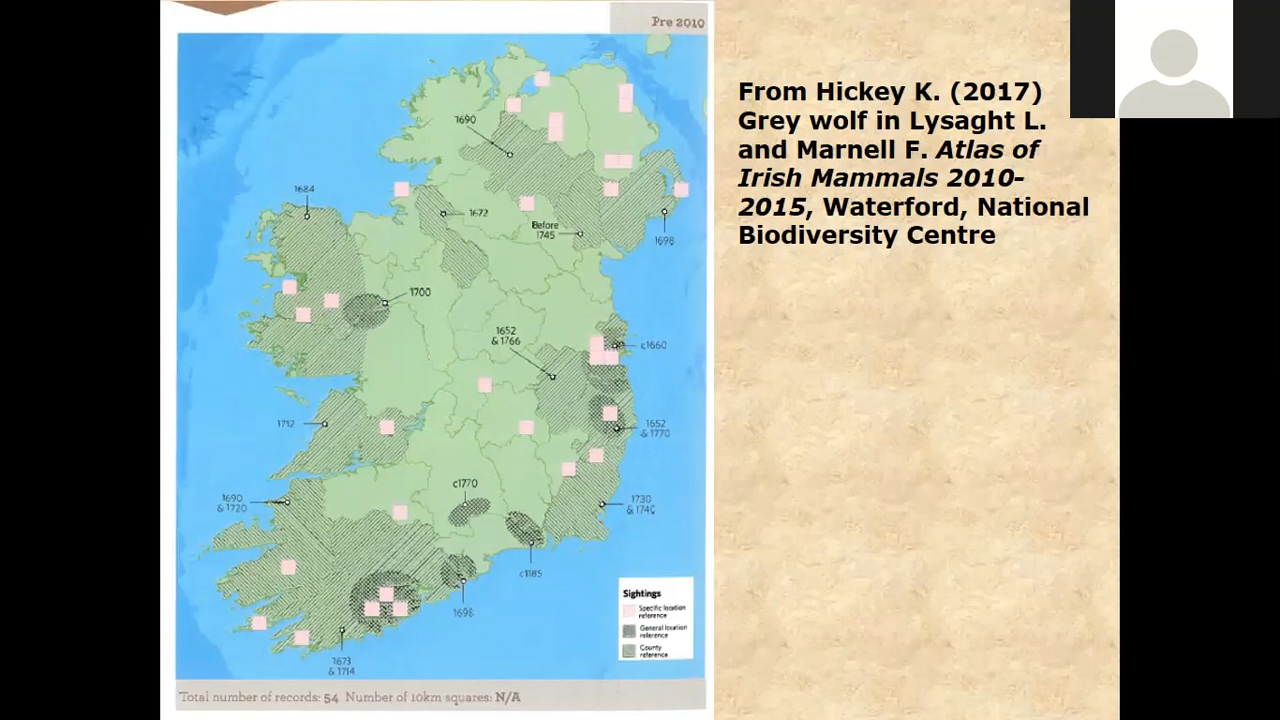 Pre 2010
From Hickey K. (2017)
Grey wolf in Lysaght L.
and Marnell F. Atlas of
Irish Mammals 2010-
2015, Waterford, National
Biodiversity Centre
1690
1684
1672
Before
1745
1698
1700
1652
& 1766
c1660
1712
1652
& 1770
c1770
1690
& 1720
1730
& 1740
c1185
1696
1673
& 1714
Sightings
Specific location
reference
General location
reference
County
reference
Total number of records: 54 Number of 10km squares: N/A